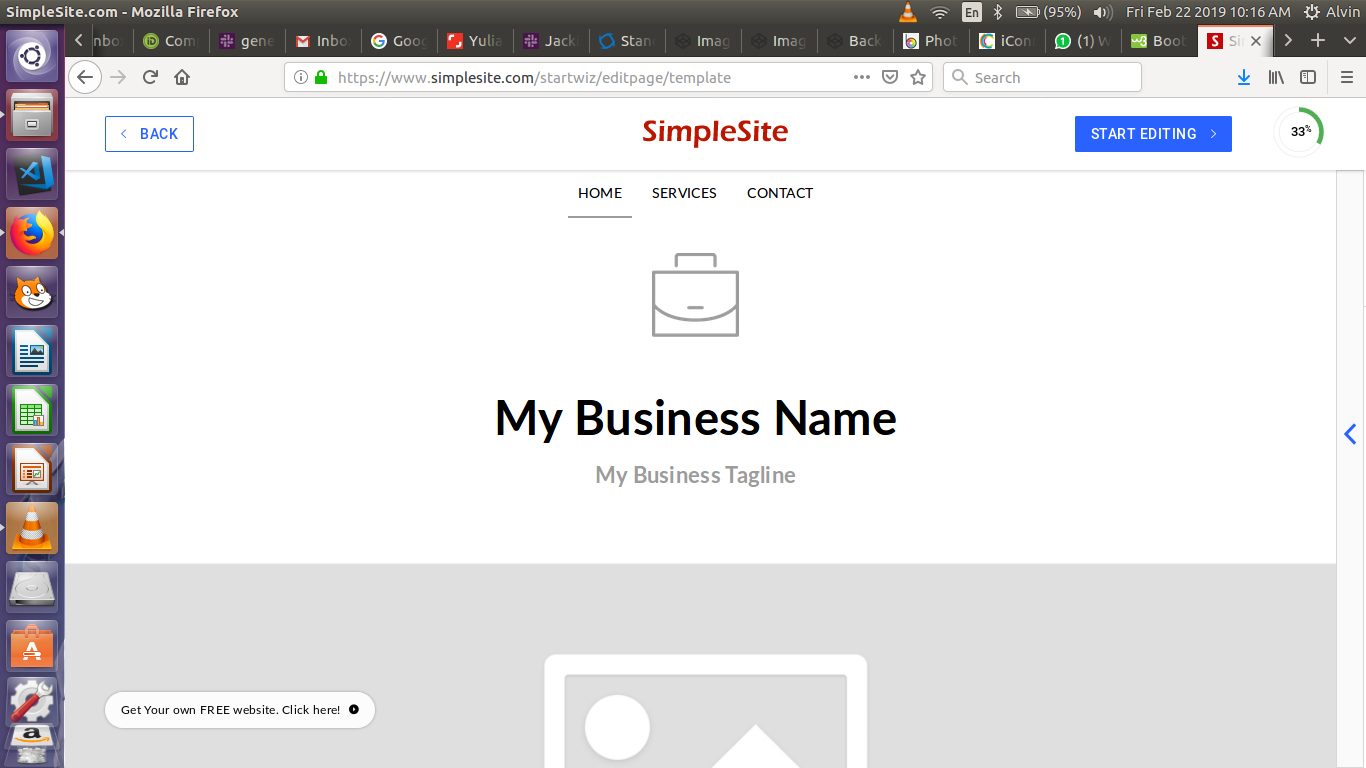 SimpleSite.com - Mozilla Firefox
En
(95%)
Fri Feb 22 2019 10:16 AM
Alvin
nbo
Com
gene
Inbo
Goog
Yulia
Jack
Stan
Imag
Imag
Back
Phot
iCon
(1) W
Boot
Si
https://www.simplesite.com/startwiz/editpage/template
Search
BACK
SimpleSite
START EDITING
33%
HOME
SERVICES
CONTACT
My Business Name
My Business Tagline
Get Your own FREE website. Click here!